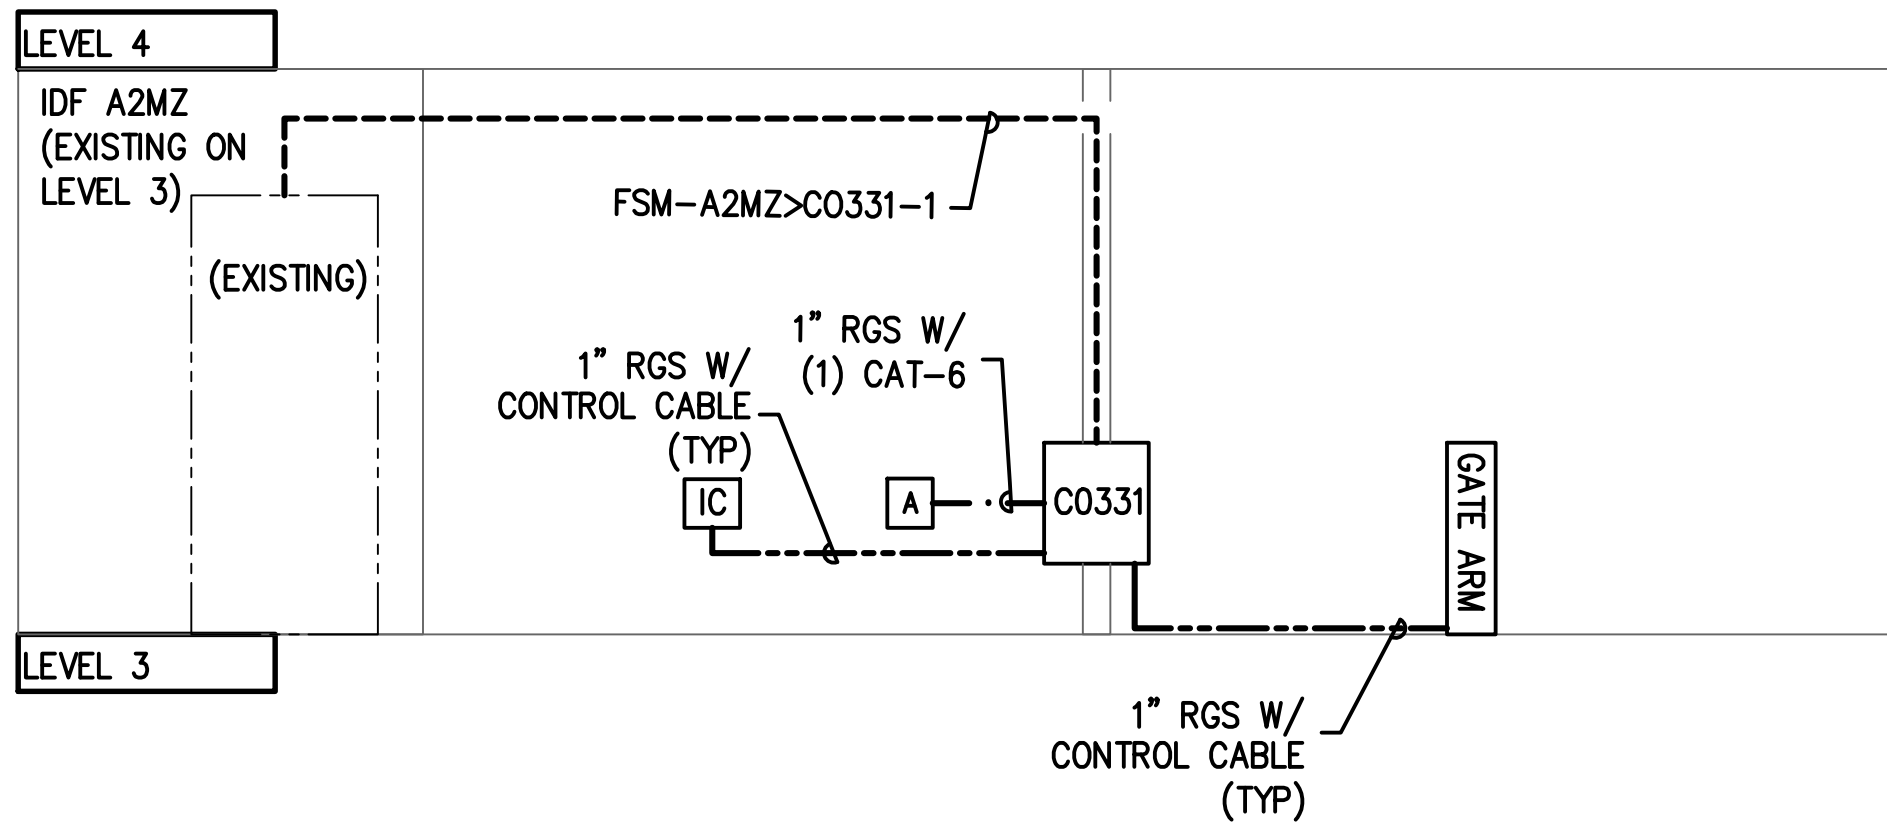 LEVEL 4
IDF A2MZ
(EXISTING ON
LEVEL 3)
FSM-A2MZ>C0331-1
(EXISTING)
1” RGS W/
(1) CAT-6
1” RGS W/
CONTROL CABLE
(TYP)
IC
A
C0331
GATE ARM
LEVEL 3
1” RGS W/
CONTROL CABLE
(TYP)